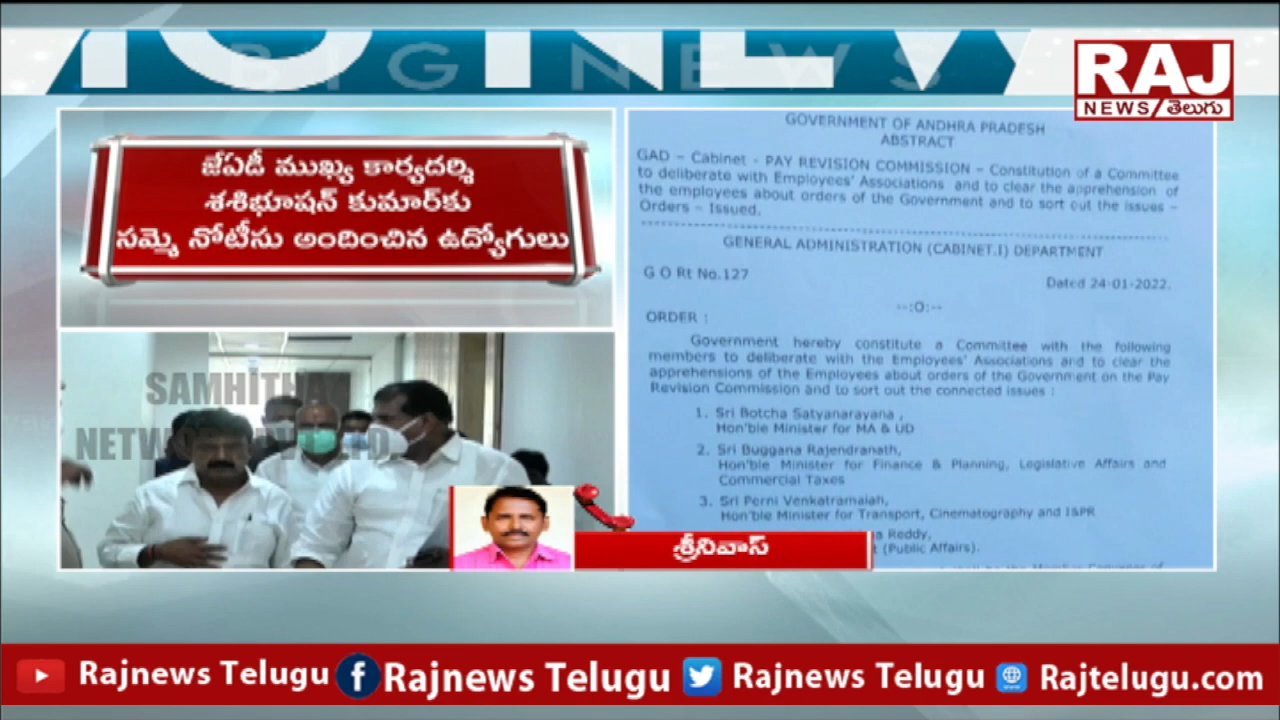 BIG NEWS
RAJ
NEWS తెలుగు
జీఏడీ ముఖ్య కార్యదర్శి
శశిభూషన్ కుమార్‌కు
సమ్మె నోటీసు అందించిన ఉద్యోగులు
GOVERNMENT OF ANDHRA PRADESH
ABSTRACT
GAD – Cabinet - PAY REVISION COMMISSION – Constitution of a Committee
to deliberate with Employees' Associations and to clear the apprehension of
the employees about orders of the Government and to sort out the issues –
Orders – Issued.
GENERAL ADMINISTRATION (CABINET.I) DEPARTMENT
G O Rt No.127
Dated 24-01-2022.
--:O:--
ORDER :
Government hereby constitute a Committee with the following
members to deliberate with the Employees' Associations and to clear the
apprehensions of the Employees about orders of the Government on the Pay
Revision Commission and to sort out the connected issues :
1. Sri Botcha Satyanarayana ,
Hon'ble Minister for MA & UD
2. Sri Buggana Rajendranath,
Hon'ble Minister for Finance & Planning, Legislative Affairs and
Commercial Taxes
3. Sri Perni Venkatramaiah,
Hon'ble Minister for Transport, Cinematography and I&PR
a Reddy,
(Public Affairs).
SAMHITHA
శ్రీనివాస్
Rajnews Telugu Rajnews Telugu Rajnews Telugu Rajtelugu.com